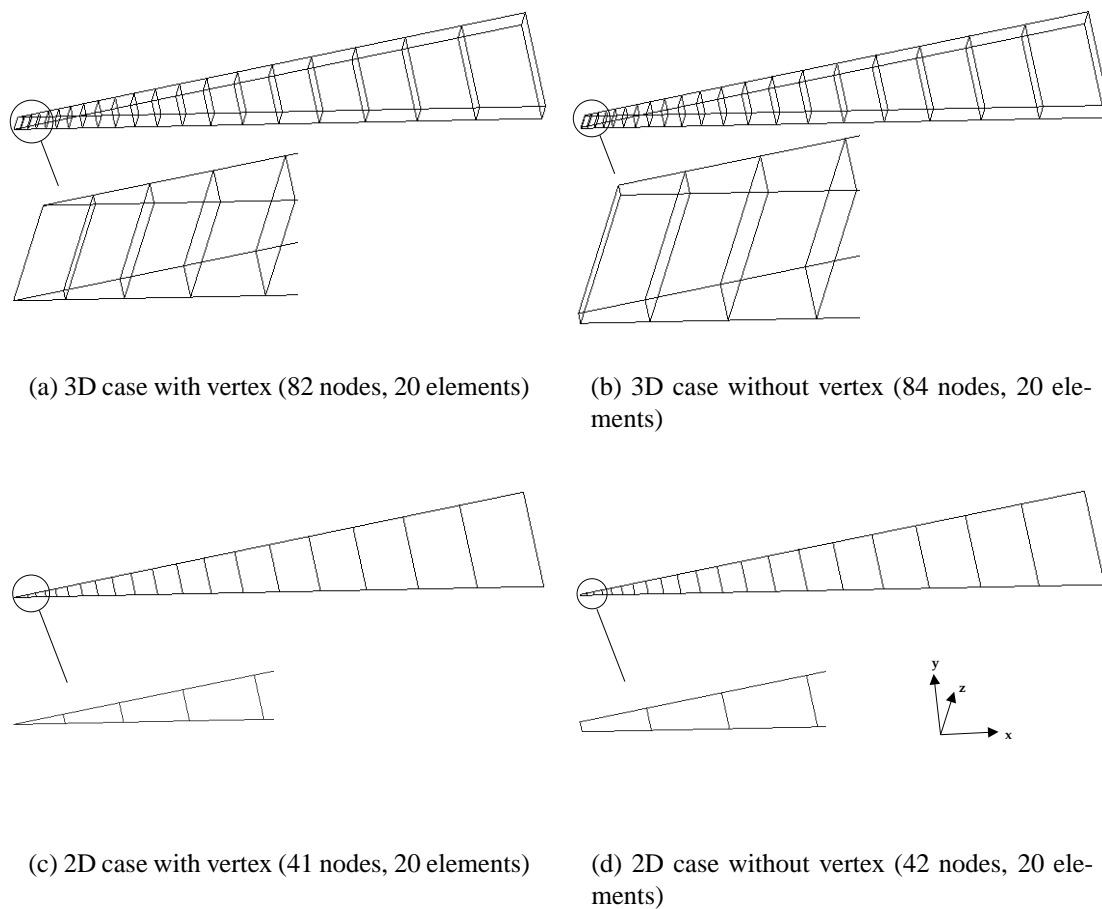 (a) 3D case with vertex (82 nodes, 20 elements)
(b) 3D case without vertex (84 nodes, 20 ele-
ments)
y
z
x
(c) 2D case with vertex (41 nodes, 20 elements)
(d) 2D case without vertex (42 nodes, 20 ele-
ments)